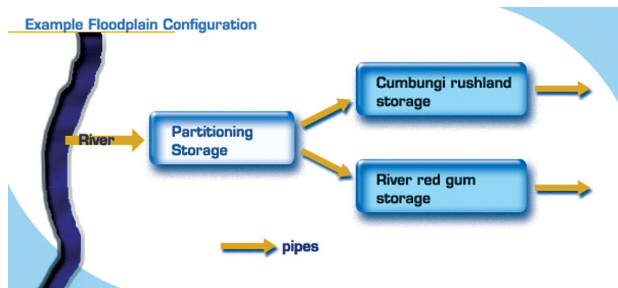 Example Floodplain Configuration
River
Partitioning
Storage
Cumbungi rushland
storage
River red gum
storage
pipes